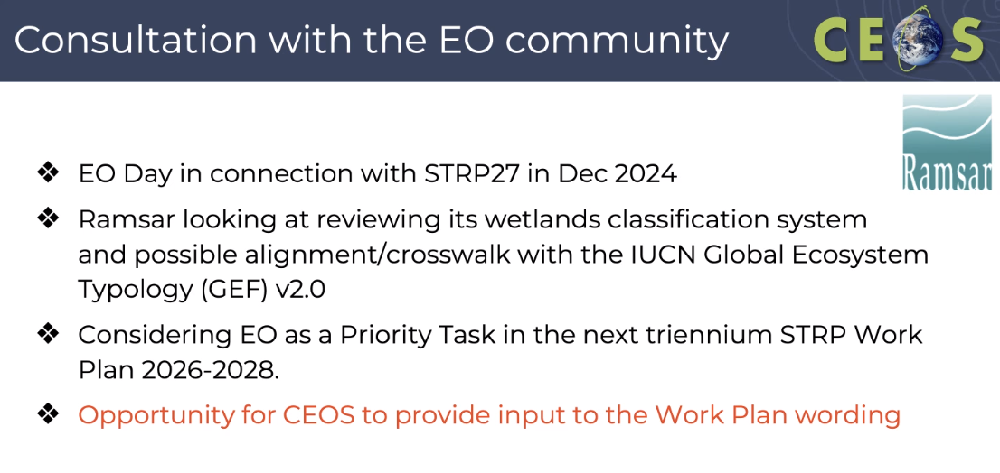 Consultation with the EO community
CEOS
Ramsar
❖ EO Day in connection with STRP27 in Dec 2024
❖ Ramsar looking at reviewing its wetlands classification system
and possible alignment/crosswalk with the IUCN Global Ecosystem
Typology (GEF) v2.0
❖ Considering EO as a Priority Task in the next triennium STRP Work
Plan 2026-2028.
❖ Opportunity for CEOS to provide input to the Work Plan wording